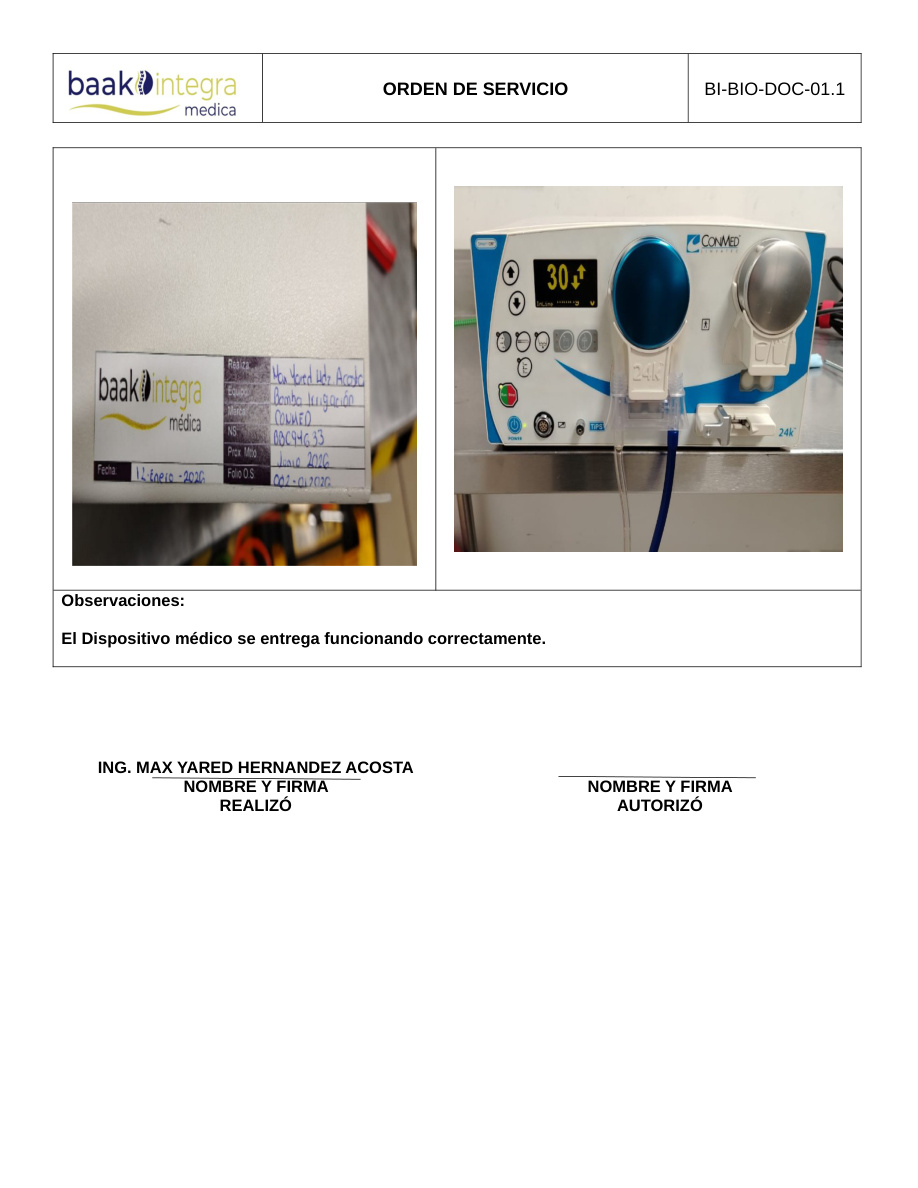 baak integra
medica
ORDEN DE SERVICIO
BI-BIO-DOC-01.1
baak integra
médica
Realiza: Max Yared Hdz. Acosta
Equipo: Bomba Irrigación
Marca: CONMED
NS:
Prox. Mtto: Junio 2026
Folio O.S. 002-012026
Fecha: 12-Enero-2026
CONMED
LINVATEC
30
InLine
24k
TIPS
POWER
24k
Observaciones:
El Dispositivo médico se entrega funcionando correctamente.
ING. MAX YARED HERNANDEZ ACOSTA
NOMBRE Y FIRMA
REALIZÓ
NOMBRE Y FIRMA
AUTORIZÓ